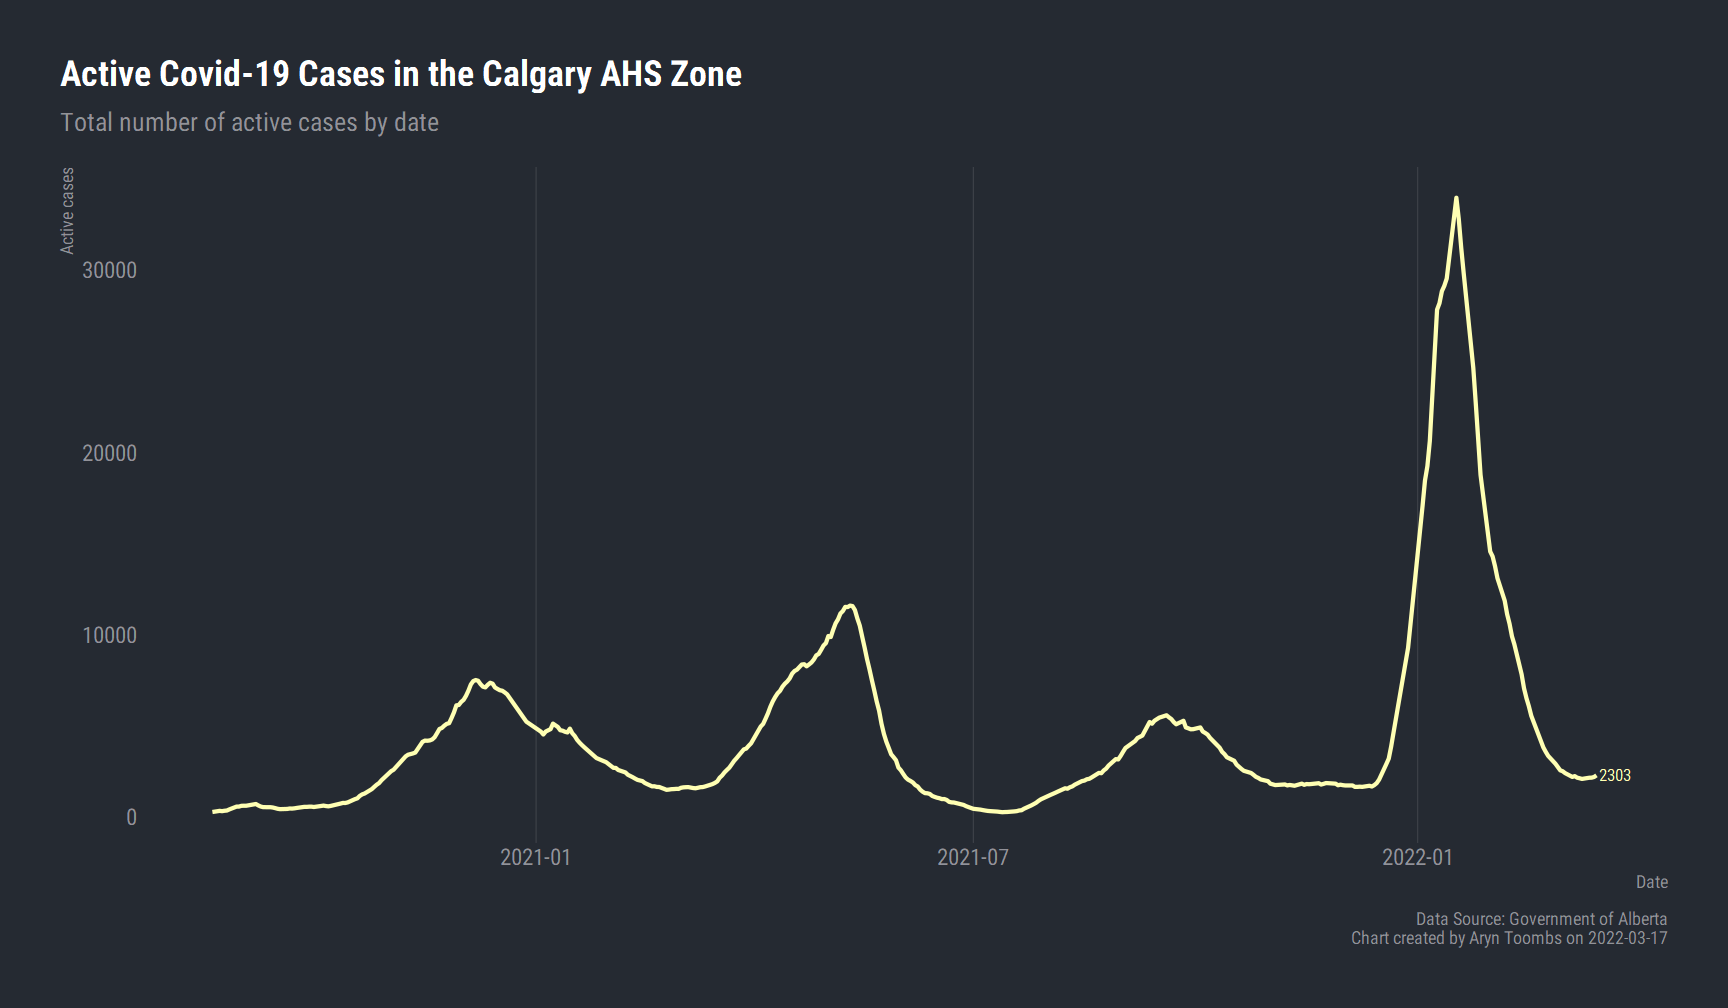 Active Covid-19 Cases in the Calgary AHS Zone
Total number of active cases by date
Active cases
30000
20000
10000
0
2303
2021-01
2021-07
2022-01
Date
Data Source: Government of Alberta
Chart created by Aryn Toombs on 2022-03-17